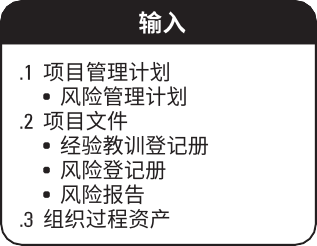 输入
.1 项目管理计划
• 风险管理计划
.2 项目文件
• 经验教训登记册
• 风险登记册
• 风险报告
.3 组织过程资产